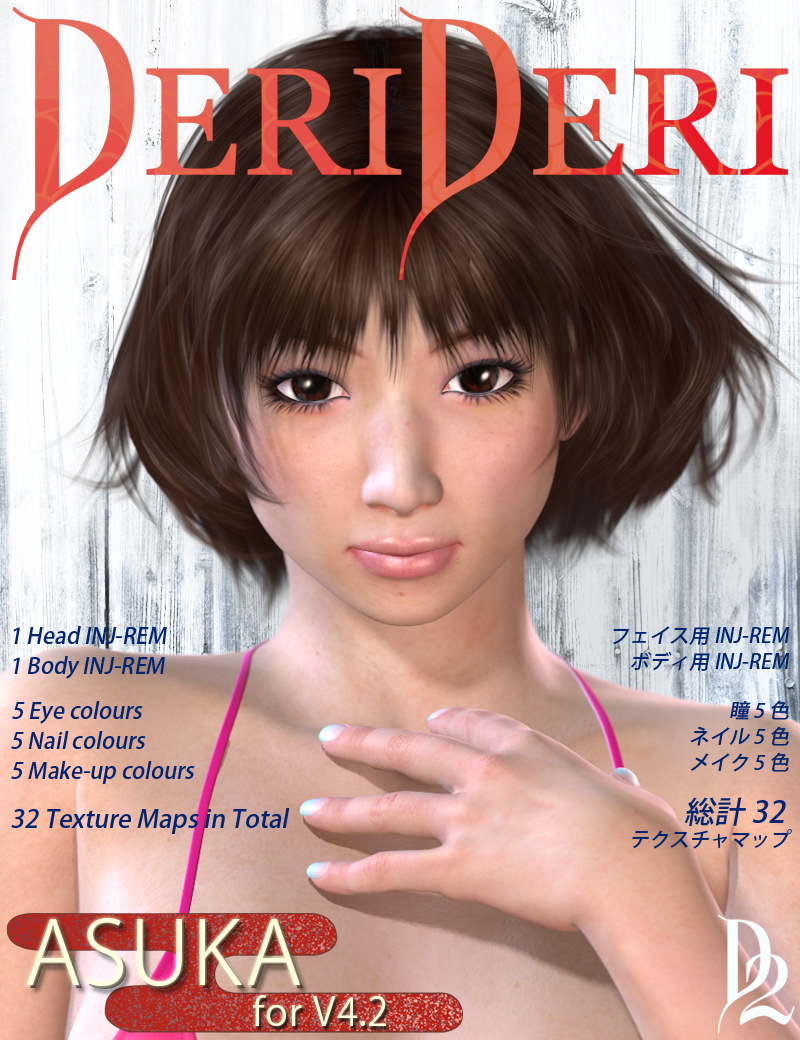 DERIDERI
1 Head INJ-REM
1 Body INJ-REM
5 Eye colours
5 Nail colours
5 Make-up colours
32 Texture Maps in Total
フェイス用 INJ-REM
ボディ用 INJ-REM
瞳 5 色
ネイル 5 色
メイク 5 色
総計 32
テクスチャマップ
ASUKA
for V4.2
D2